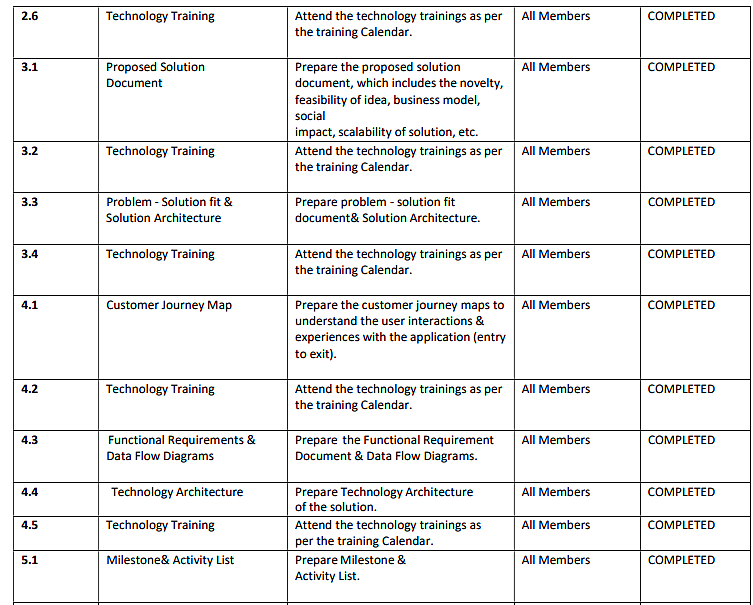 2.6 Technology Training Attend the technology trainings as per All Members COMPLETED
the training Calendar.
3.1 Proposed Solution Prepare the proposed solution All Members COMPLETED
Document document, which includes the novelty,
feasibility of idea, business model,
social
impact, scalability of solution, etc.
3.2 Technology Training Attend the technology trainings as per All Members COMPLETED
the training Calendar.
3.3 Problem - Solution fit & Prepare problem - solution fit All Members COMPLETED
Solution Architecture document& Solution Architecture.
3.4 Technology Training Attend the technology trainings as per All Members COMPLETED
the training Calendar.
4.1 Customer Journey Map Prepare the customer journey maps to All Members COMPLETED
understand the user interactions &
experiences with the application (entry
to exit).
4.2 Technology Training Attend the technology trainings as per All Members COMPLETED
the training Calendar.
4.3 Functional Requirements & Prepare the Functional Requirement All Members COMPLETED
Data Flow Diagrams Document & Data Flow Diagrams.
4.4 Technology Architecture Prepare Technology Architecture All Members COMPLETED
of the solution.
4.5 Technology Training Attend the technology trainings as All Members COMPLETED
per the training Calendar.
5.1 Milestone& Activity List Prepare Milestone & All Members COMPLETED
Activity List.